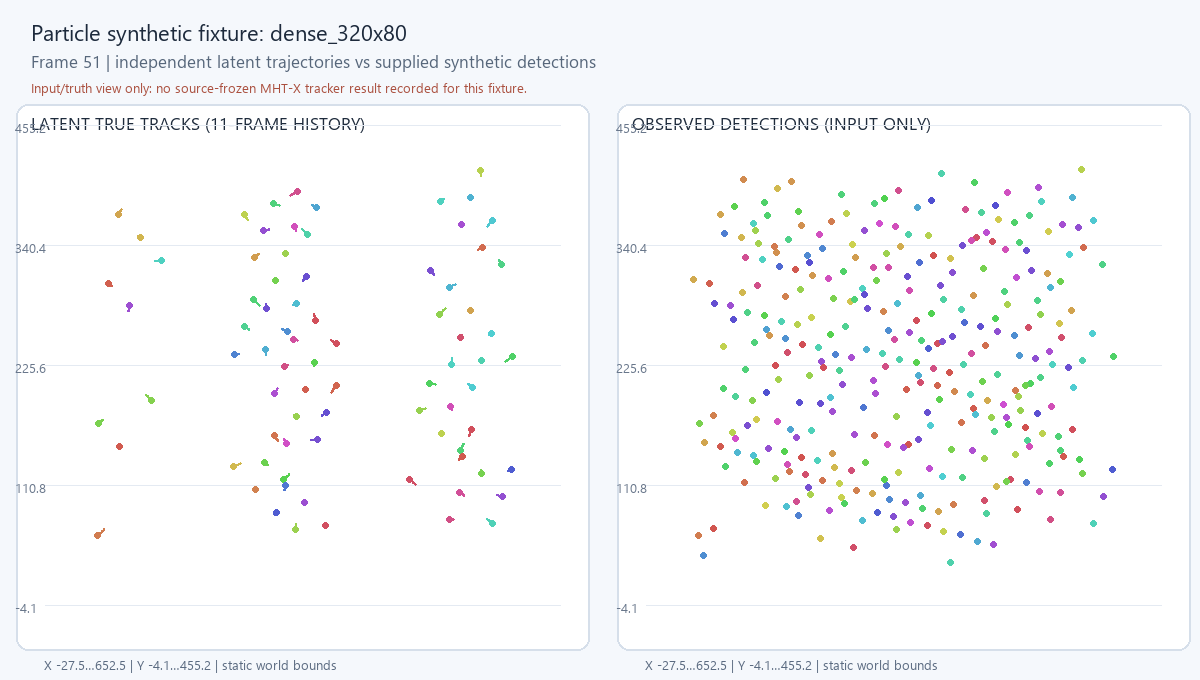 Particle synthetic fixture: dense_320x80
Frame 51 | independent latent trajectories vs supplied synthetic detections
Input/truth view only: no source-frozen MHT-X tracker result recorded for this fixture.
LATENT TRUE TRACKS (11-FRAME HISTORY)
455.2
340.4
225.6
110.8
-4.1
X -27.5...652.5 | Y -4.1...455.2 | static world bounds
OBSERVED DETECTIONS (INPUT ONLY)
455.2
340.4
225.6
110.8
-4.1
X -27.5...652.5 | Y -4.1...455.2 | static world bounds